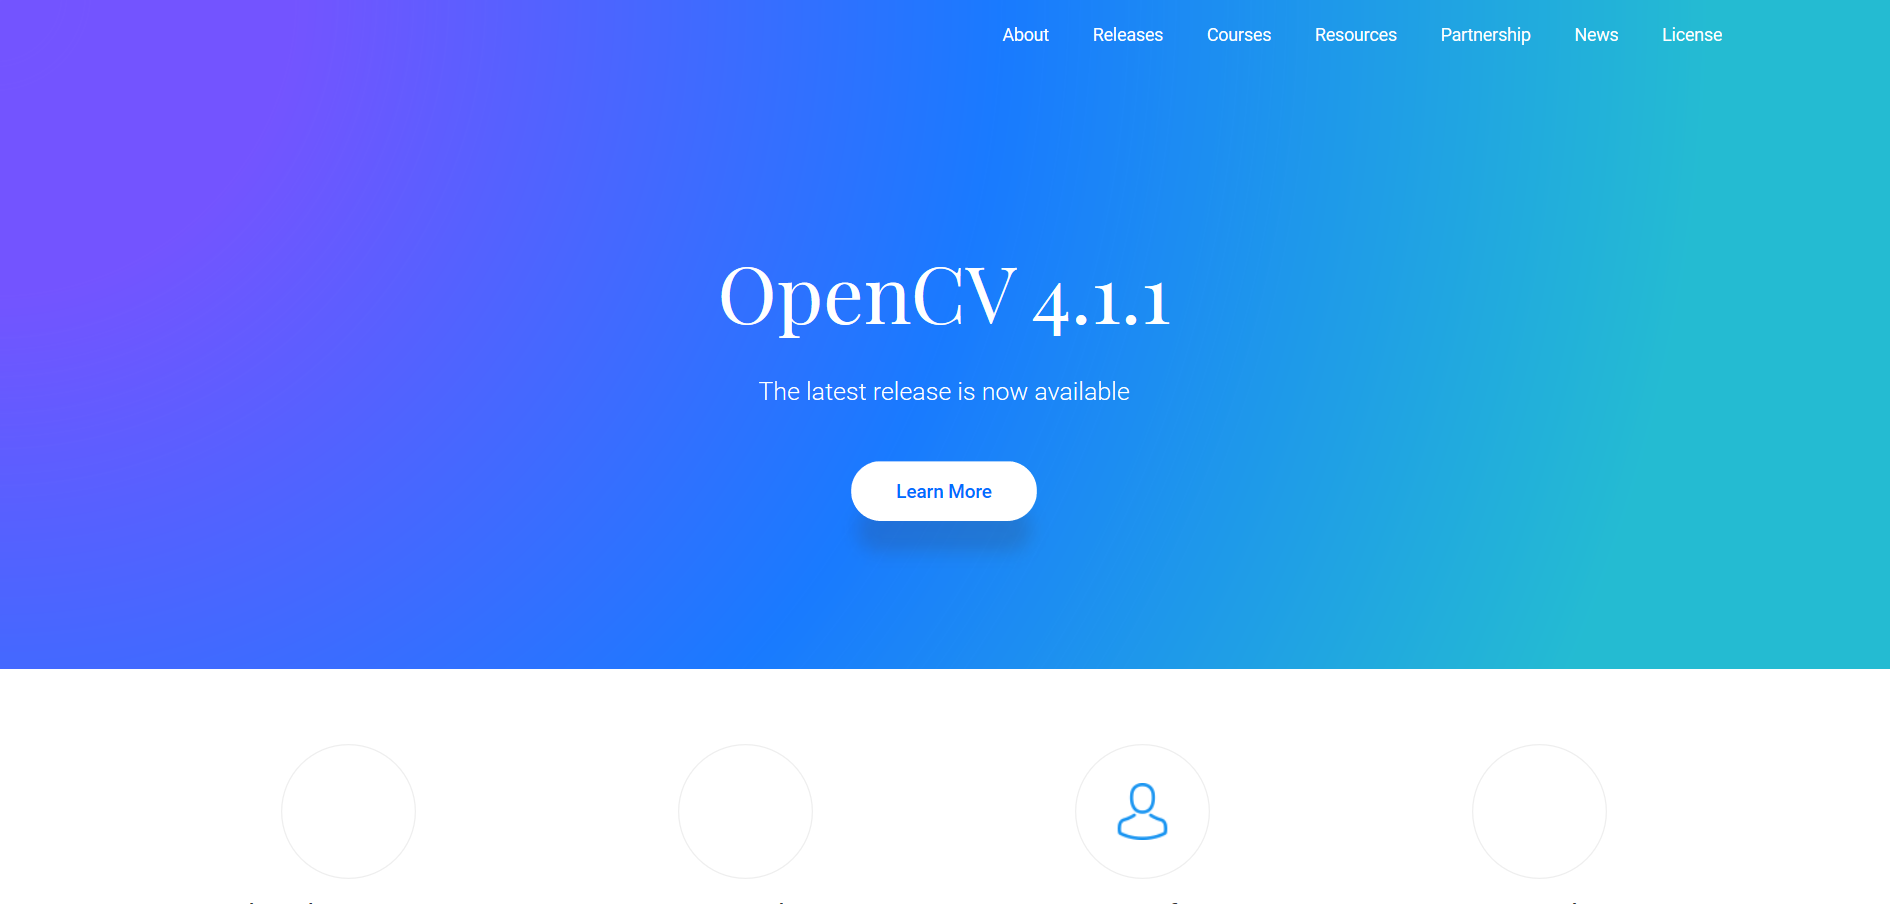 About Releases Courses Resources Partnership News License
OpenCV 4.1.1
The latest release is now available
Learn More